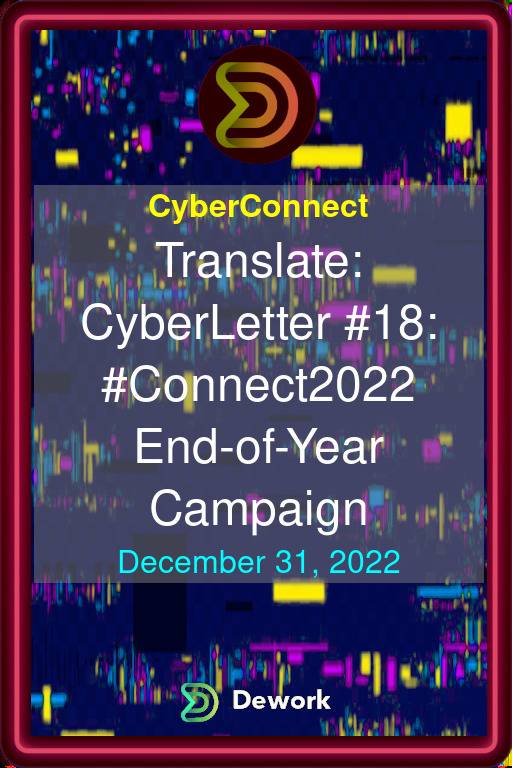 CyberConnect
Translate:
CyberLetter #18:
#Connect2022
End-of-Year
Campaign
December 31, 2022
Dework